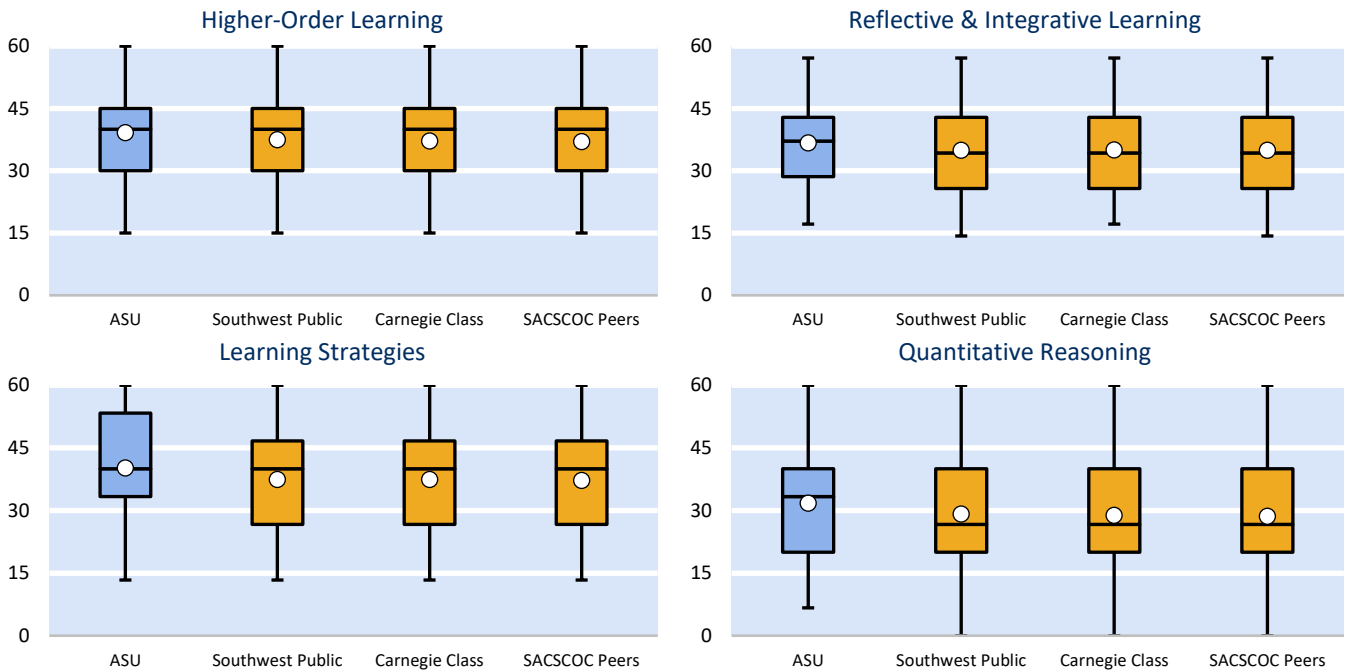 Higher-Order Learning
60
45
30
15
0
ASU Southwest Public Carnegie Class SACSCOC Peers
Reflective & Integrative Learning
60
45
30
15
0
ASU Southwest Public Carnegie Class SACSCOC Peers
Learning Strategies
60
45
30
15
0
ASU Southwest Public Carnegie Class SACSCOC Peers
Quantitative Reasoning
60
45
30
15
0
ASU Southwest Public Carnegie Class SACSCOC Peers